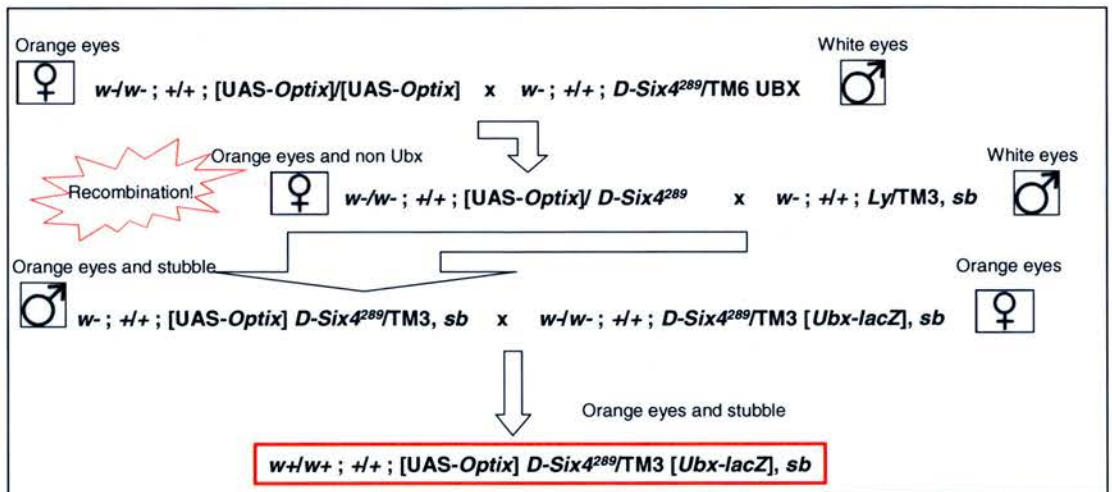 Orange eyes
White eyes
w-/w- ; +/+ ; [UAS-Optix]/[UAS-Optix] x w- ; +/+ ; D-Six4289/TM6 UBX
Recombination!
Orange eyes and non Ubx
White eyes
w-/w- ; +/+ ; [UAS-Optix]/ D-Six4289 x w- ; +/+ ; Ly/TM3, sb
Orange eyes and stubble
Orange eyes
w- ; +/+ ; [UAS-Optix] D-Six4289/TM3, sb x w-/w- ; +/+ ; D-Six4289/TM3 [Ubx-lacZ], sb
Orange eyes and stubble
w+/w+ ; +/+ ; [UAS-Optix] D-Six4289/TM3 [Ubx-lacZ], sb